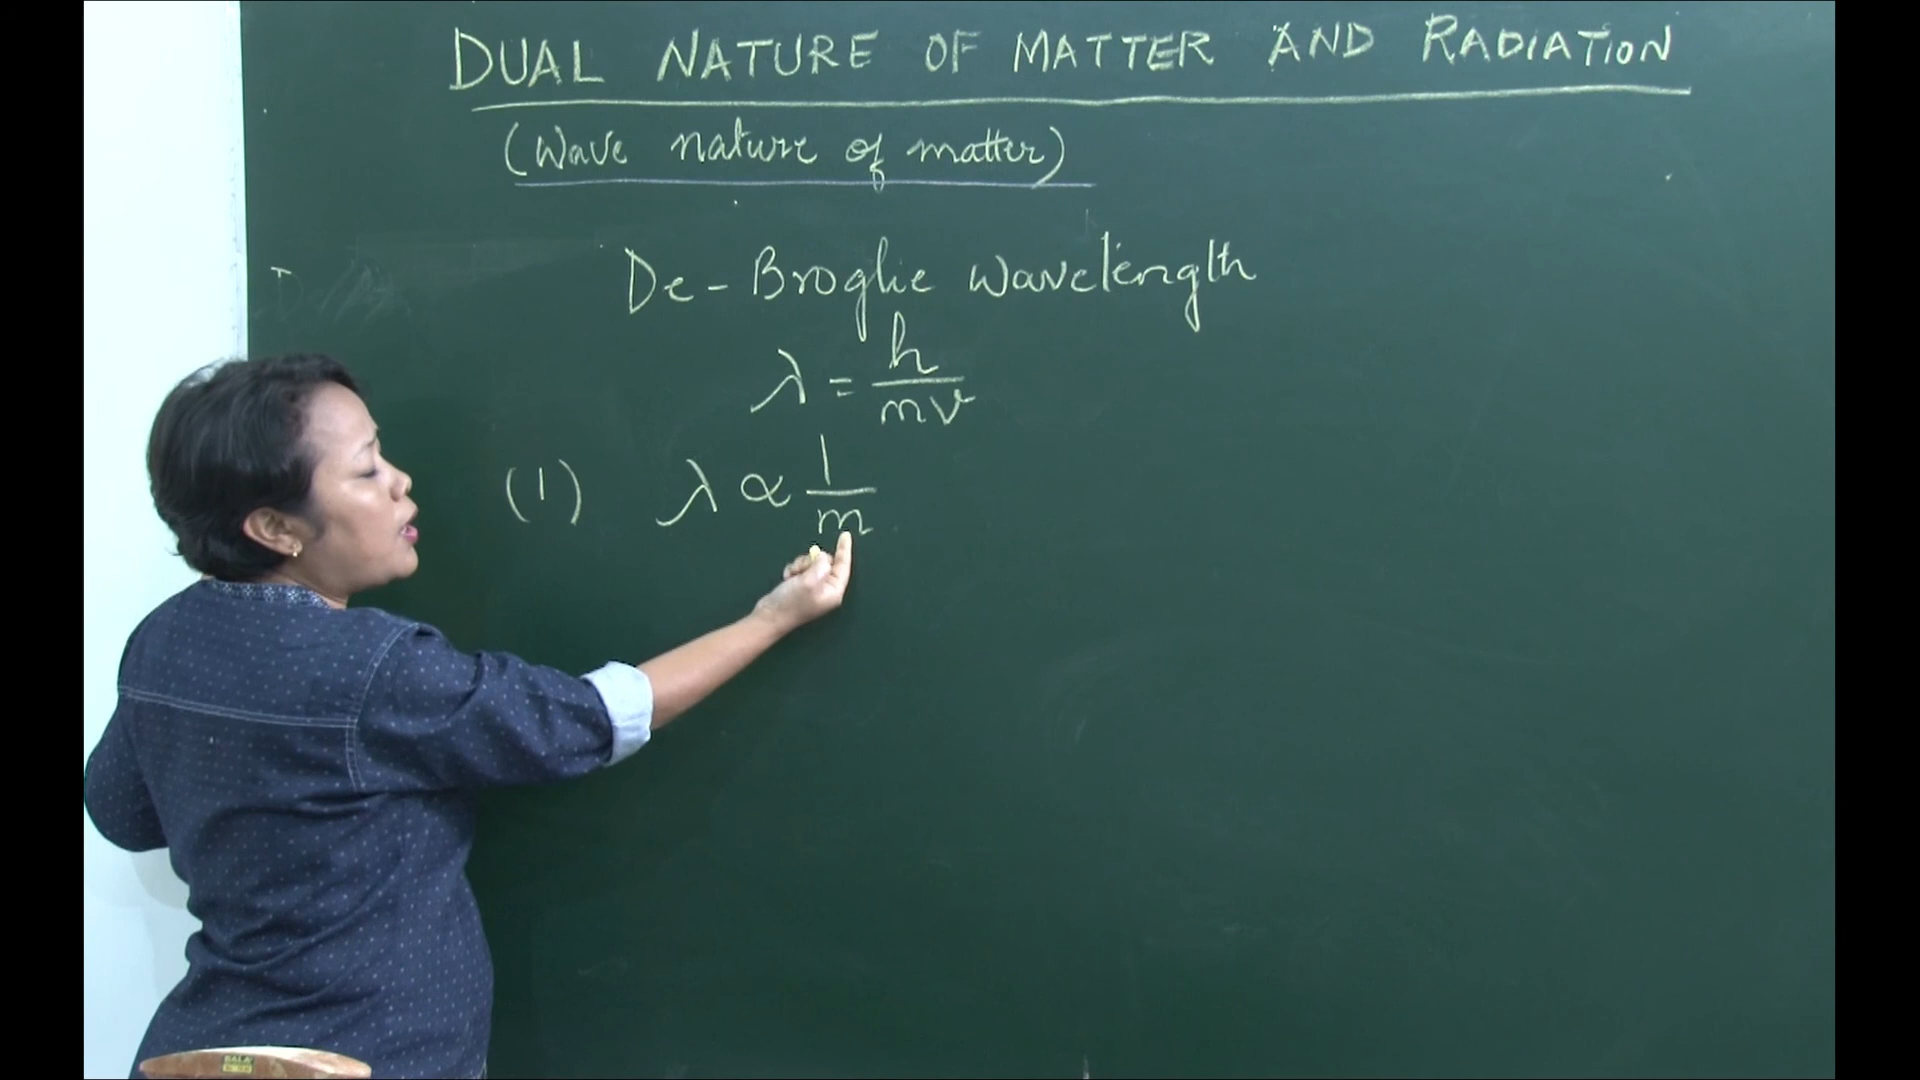 DUAL NATURE OF MATTER AND RADIATION
(Wave nature of matter)
De-Broglie wavelength
λ = h/mv
(1) λ ∝ 1/m